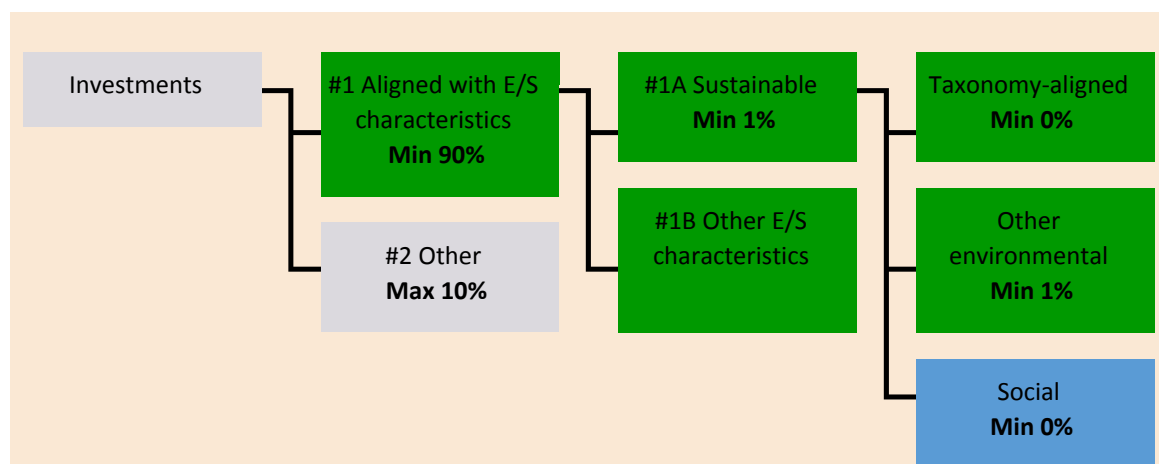 Investments
#1 Aligned with E/S
characteristics
Min 90%
#2 Other
Max 10%
#1A Sustainable
Min 1%
#1B Other E/S
characteristics
Taxonomy-aligned
Min 0%
Other
environmental
Min 1%
Social
Min 0%